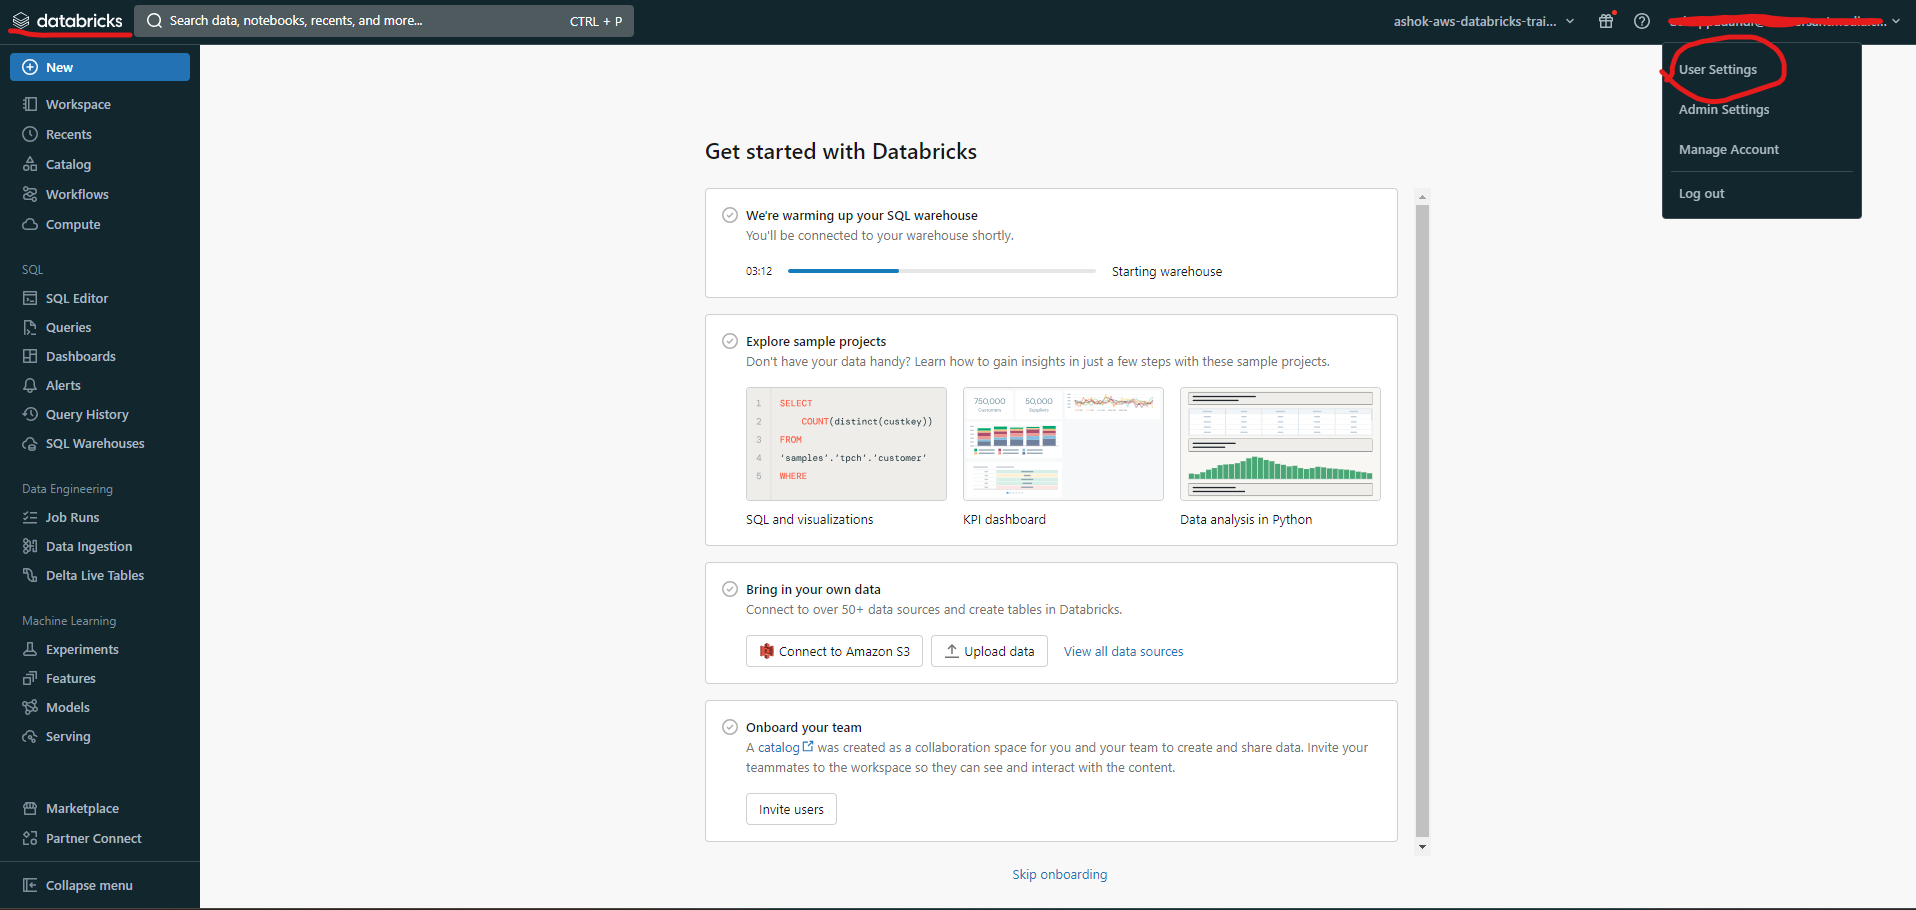 databricks
Search data, notebooks, recents, and more... CTRL + P
ashok-aws-databricks-trai...
User Settings
Admin Settings
Manage Account
Log out
New
Workspace
Recents
Catalog
Workflows
Compute
SQL
SQL Editor
Queries
Dashboards
Alerts
Query History
SQL Warehouses
Data Engineering
Job Runs
Data Ingestion
Delta Live Tables
Machine Learning
Experiments
Features
Models
Serving
Marketplace
Partner Connect
Collapse menu
Get started with Databricks
We're warming up your SQL warehouse
You'll be connected to your warehouse shortly.
03:12 Starting warehouse
Explore sample projects
Don't have your data handy? Learn how to gain insights in just a few steps with these sample projects.
1 SELECT
2 COUNT(distinct(custkey))
3 FROM
4 'samples'.'tpch'.'customer'
5 WHERE
750,000 50,000
Customers Suppliers
SQL and visualizations
KPI dashboard
Data analysis in Python
Bring in your own data
Connect to over 50+ data sources and create tables in Databricks.
Connect to Amazon S3
Upload data
View all data sources
Onboard your team
A catalog was created as a collaboration space for you and your team to create and share data. Invite your
teammates to the workspace so they can see and interact with the content.
Invite users
Skip onboarding